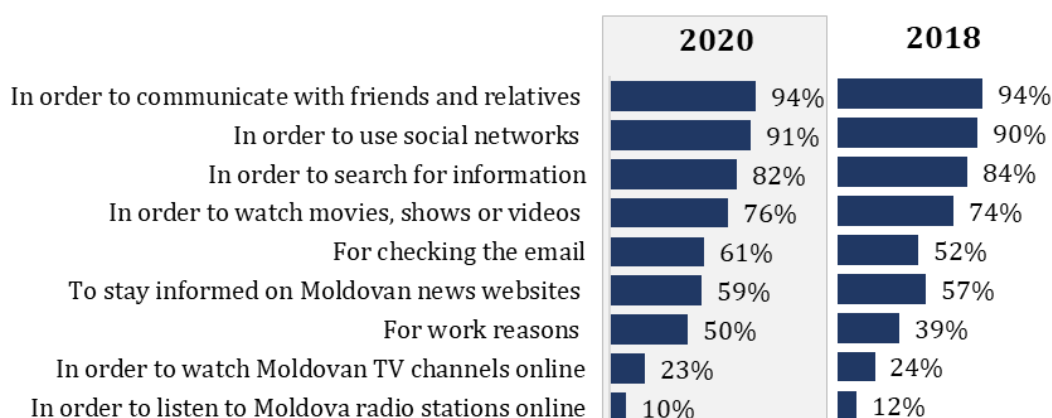 2020 2018
In order to communicate with friends and relatives 94% 94%
In order to use social networks 91% 90%
In order to search for information 82% 84%
In order to watch movies, shows or videos 76% 74%
For checking the email 61% 52%
To stay informed on Moldovan news websites 59% 57%
For work reasons 50% 39%
In order to watch Moldovan TV channels online 23% 24%
In order to listen to Moldova radio stations online 10% 12%